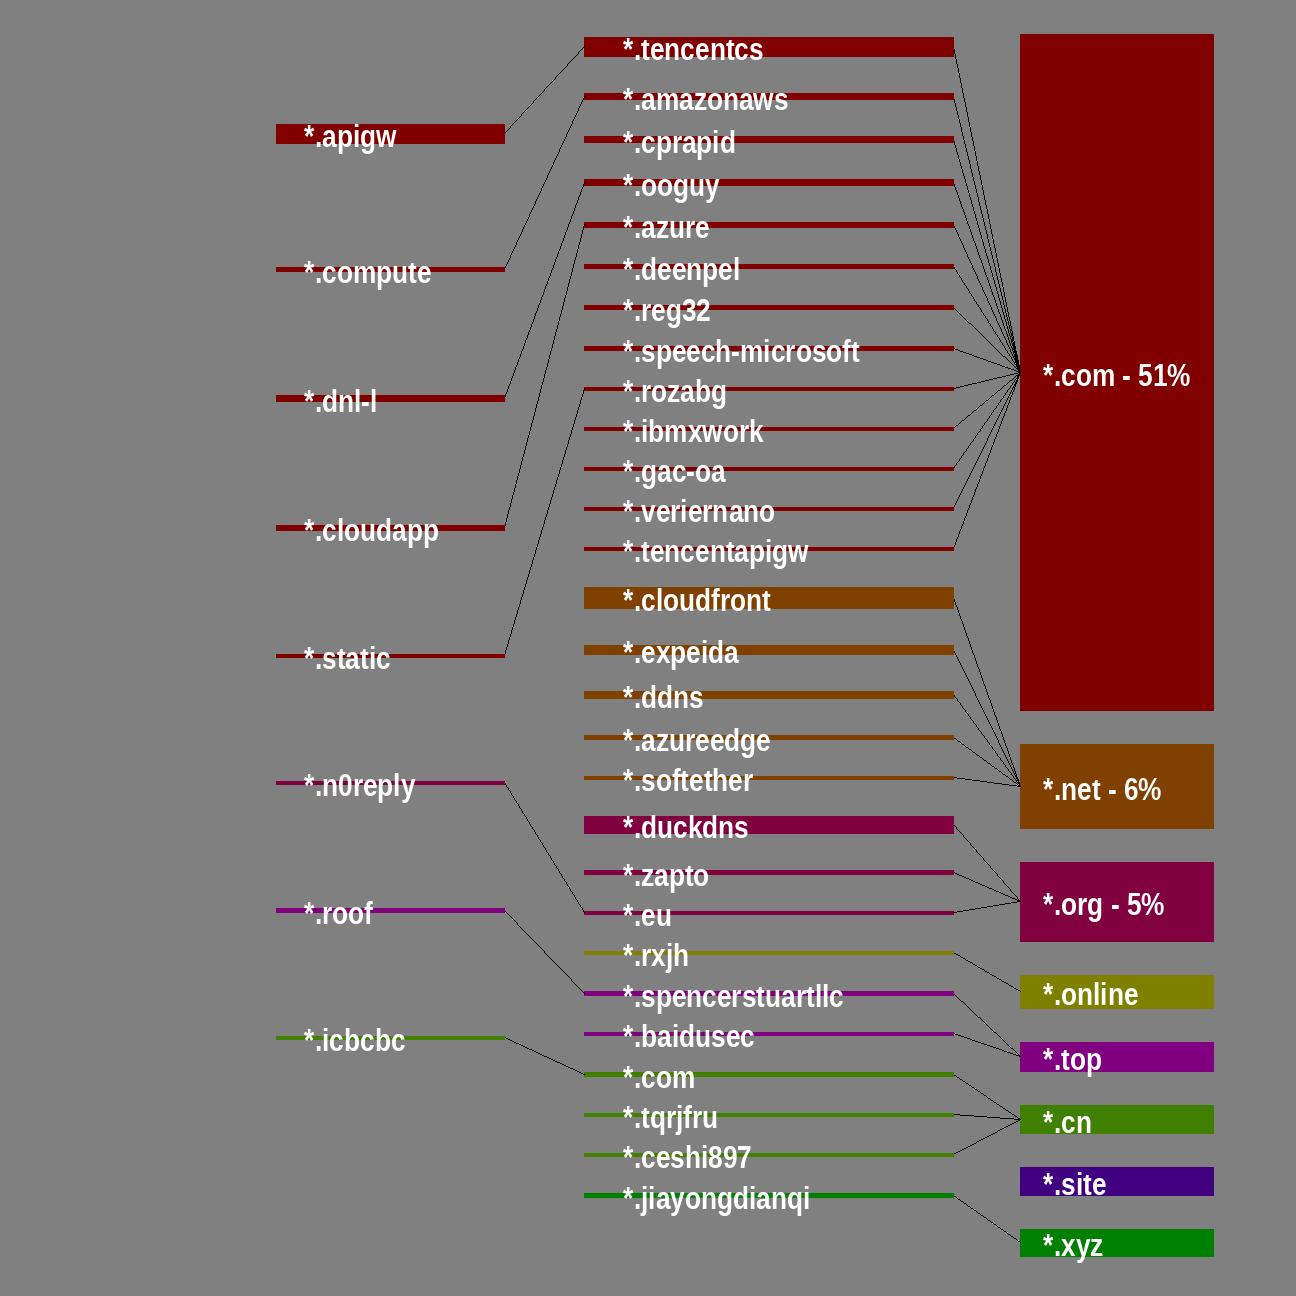 *.apigw
*.compute
*.dnl-l
*.cloudapp
*.static
*.n0reply
*.roof
*.icbcbc
*.tencentcs
*.amazonaws
*.cprapid
*.ooguy
*.azure
*.deenpel
*.reg32
*.speech-microsoft
*.rozabg
*.ibmxwork
*.gac-oa
*.veriernano
*.tencentapigw
*.cloudfront
*.expeida
*.ddns
*.azureedge
*.softether
*.duckdns
*.zapto
*.eu
*.rxjh
*.spencerstuartllc
*.baidusec
*.com
*.tqrjfru
*.ceshi897
*.jiayongdianqi
*.com - 51%
*.net - 6%
*.org - 5%
*.online
*.top
*.cn
*.site
*.xyz